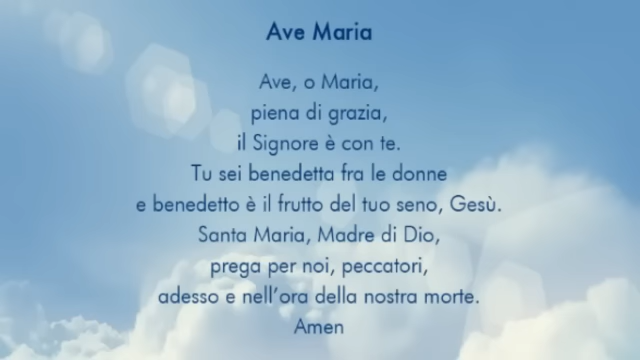 Ave Maria
Ave, o Maria,
piena di grazia,
il Signore è con te.
Tu sei benedetta fra le donne
e benedetto è il frutto del tuo seno, Gesù.
Santa Maria, Madre di Dio,
prega per noi, peccatori,
adesso e nell'ora della nostra morte.
Amen